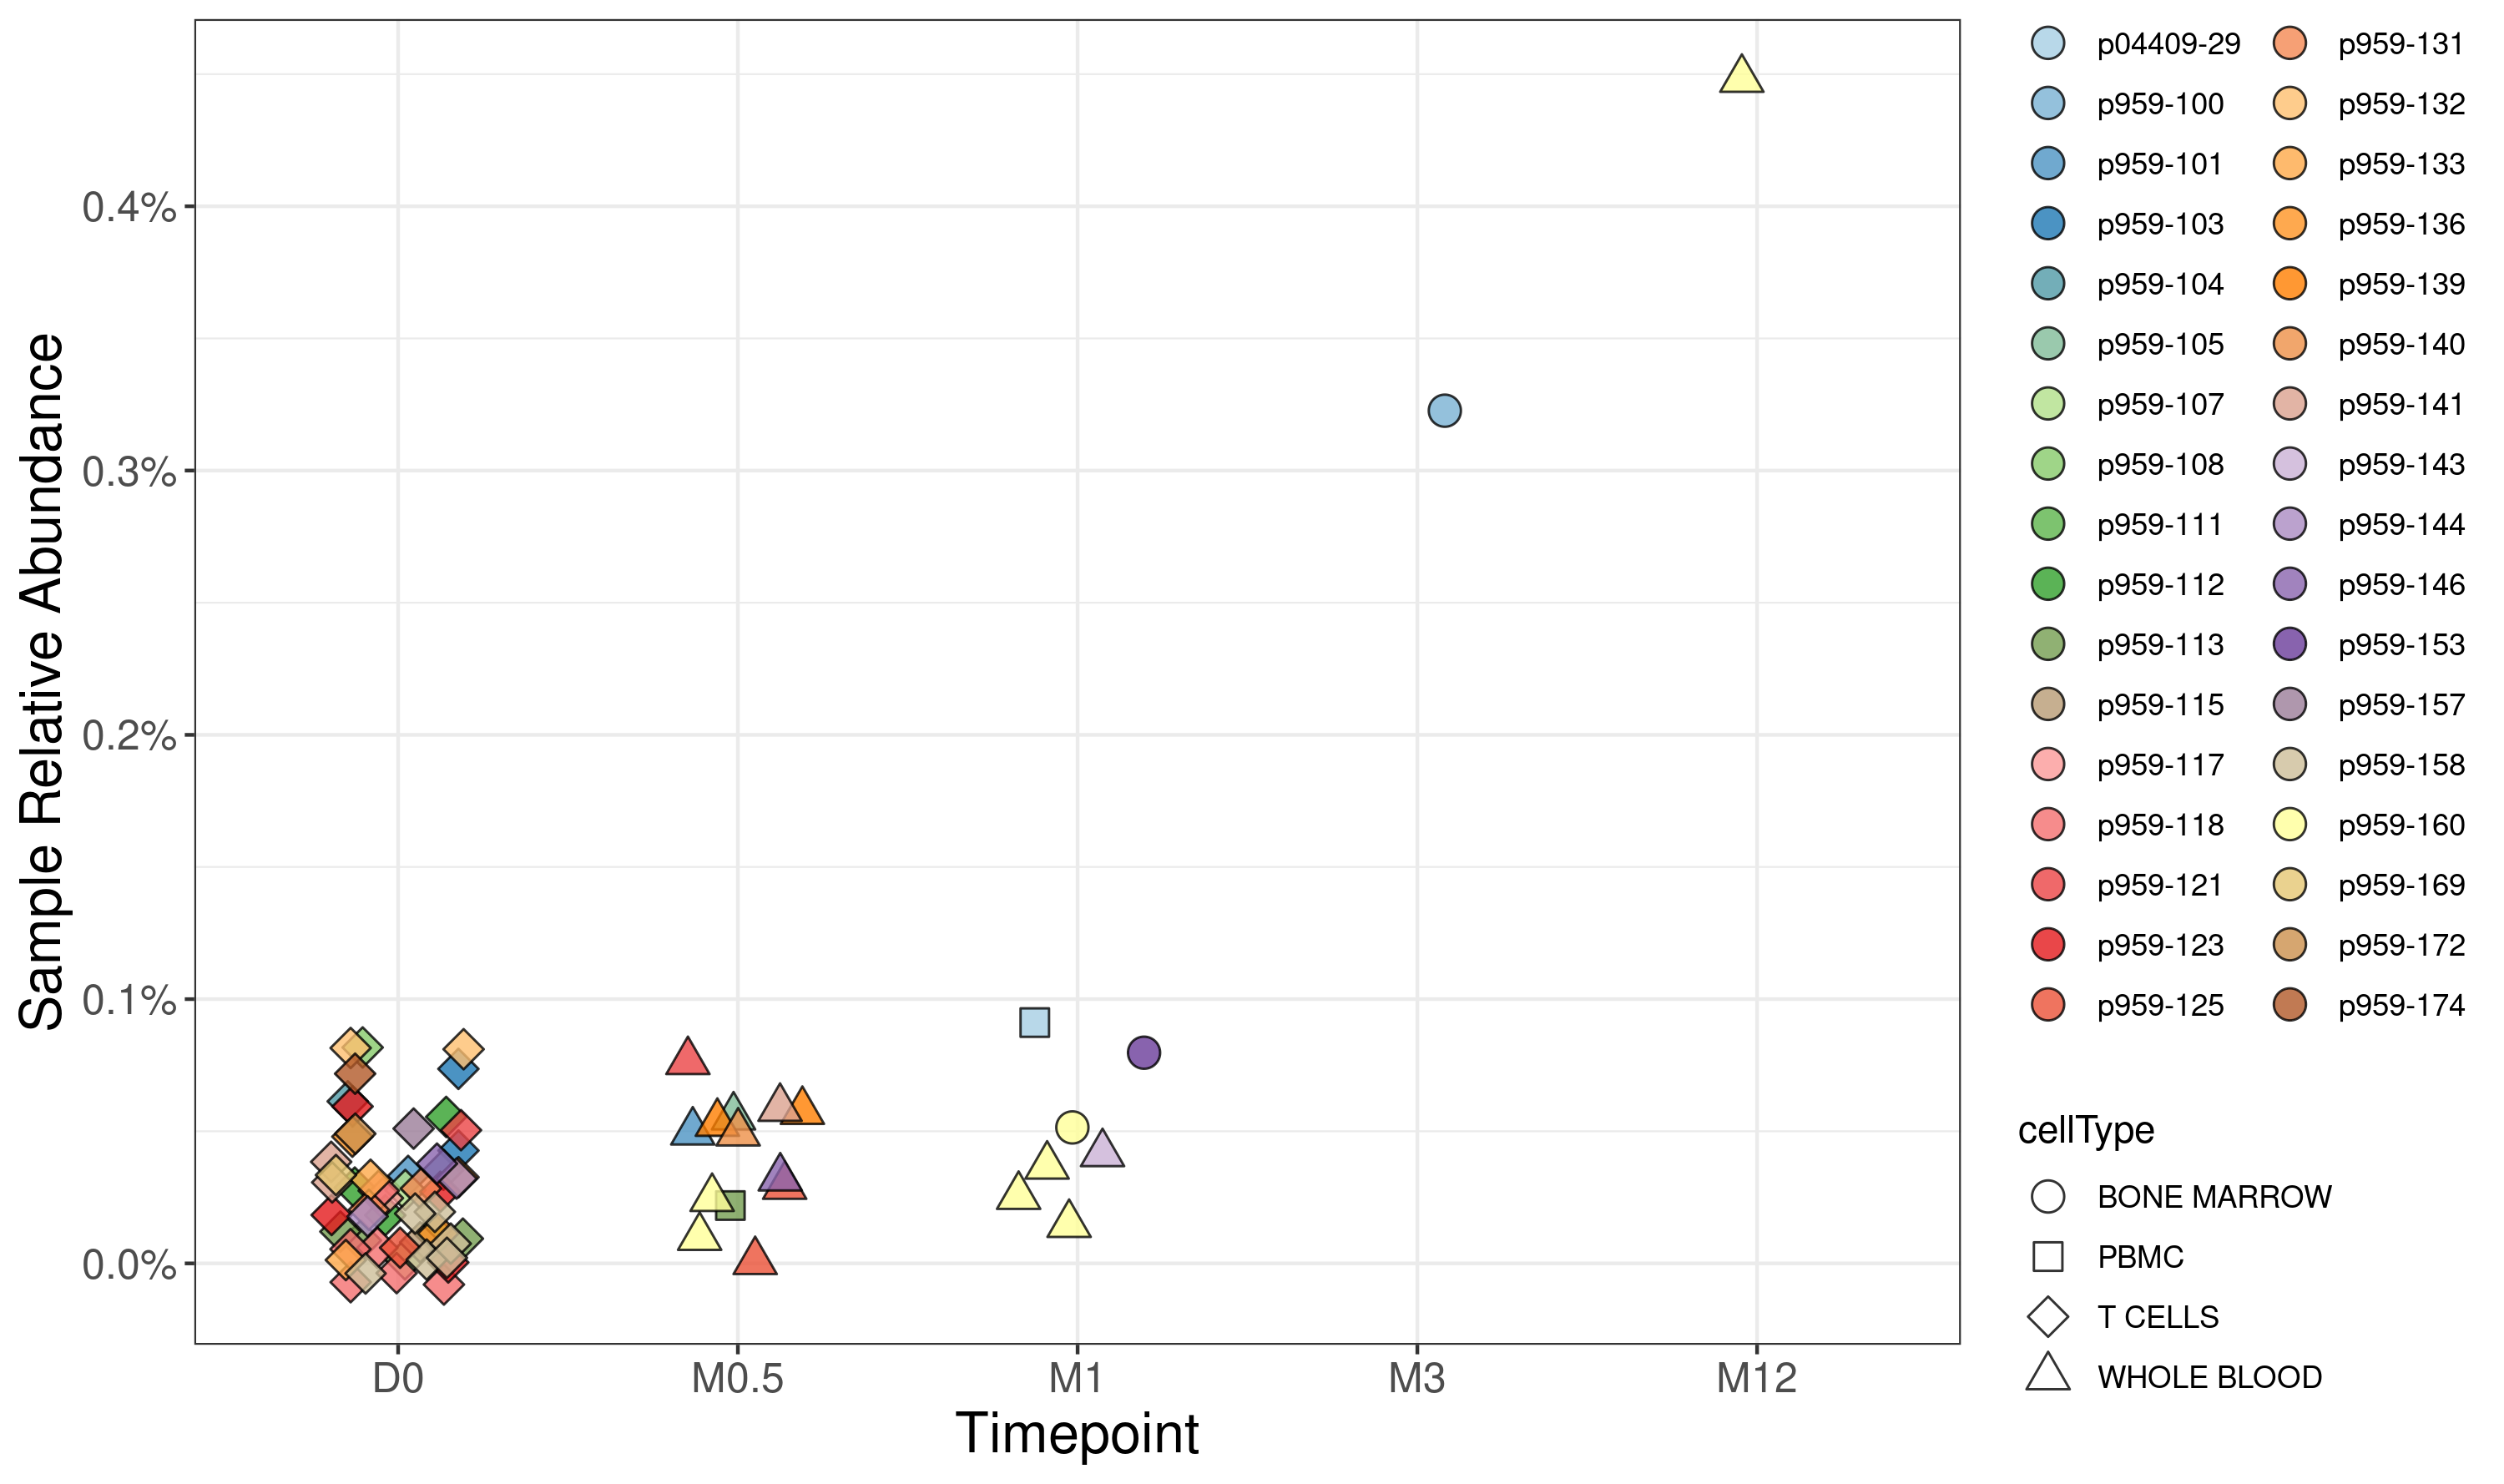 Sample Relative Abundance
0.4%
0.3%
0.2%
0.1%
0.0%
D0 M0.5 M1 M3 M12
Timepoint
p04409-29 p959-131
p959-100 p959-132
p959-101 p959-133
p959-103 p959-136
p959-104 p959-139
p959-105 p959-140
p959-107 p959-141
p959-108 p959-143
p959-111 p959-144
p959-112 p959-146
p959-113 p959-153
p959-115 p959-157
p959-117 p959-158
p959-118 p959-160
p959-121 p959-169
p959-123 p959-172
p959-125 p959-174
cellType
BONE MARROW
PBMC
T CELLS
WHOLE BLOOD